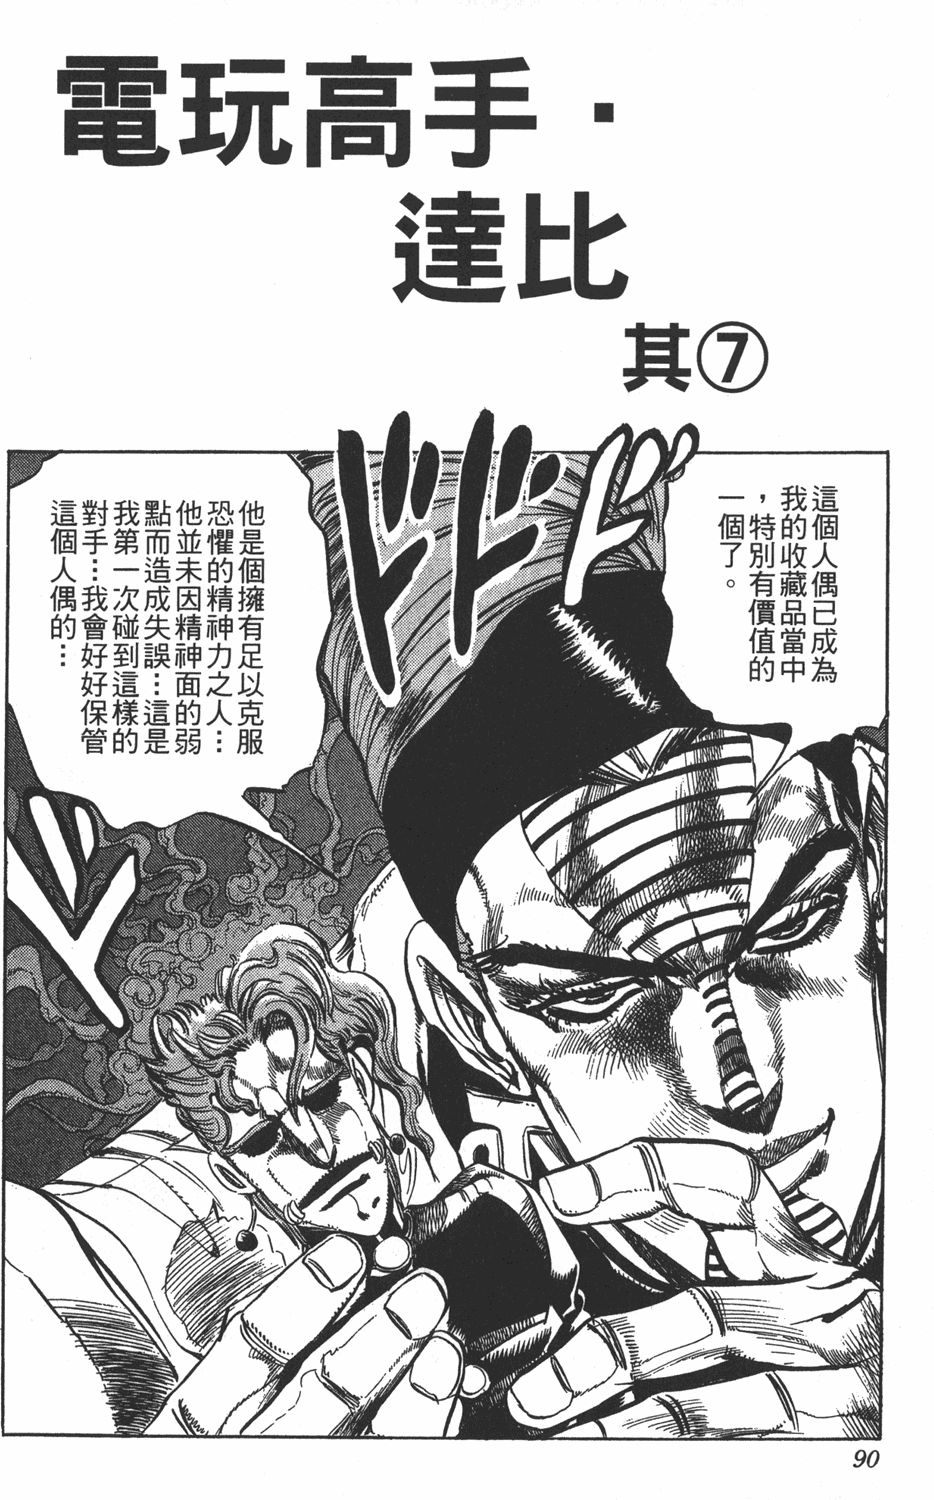 電玩高手・
達比
其⑦
這個人偶已成為
我的收藏品當中
，特別有價值的
一個了。
ドドド
他是個擁有足以克服
恐懼的精神力之人…
他並未因精神面的弱
點而造成失誤…這是
我第一次碰到這樣的
對手…我會好好保管
這個人偶的…
ド
90